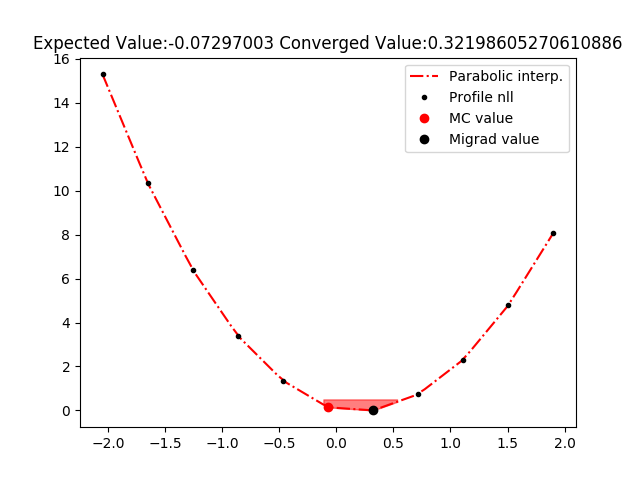 Expected Value:-0.07297003 Converged Value:0.32198605270610886
16
14
12
10
8
6
4
2
0
Parabolic interp.
Profile nll
MC value
Migrad value
−2.0 −1.5 −1.0 −0.5 0.0 0.5 1.0 1.5 2.0